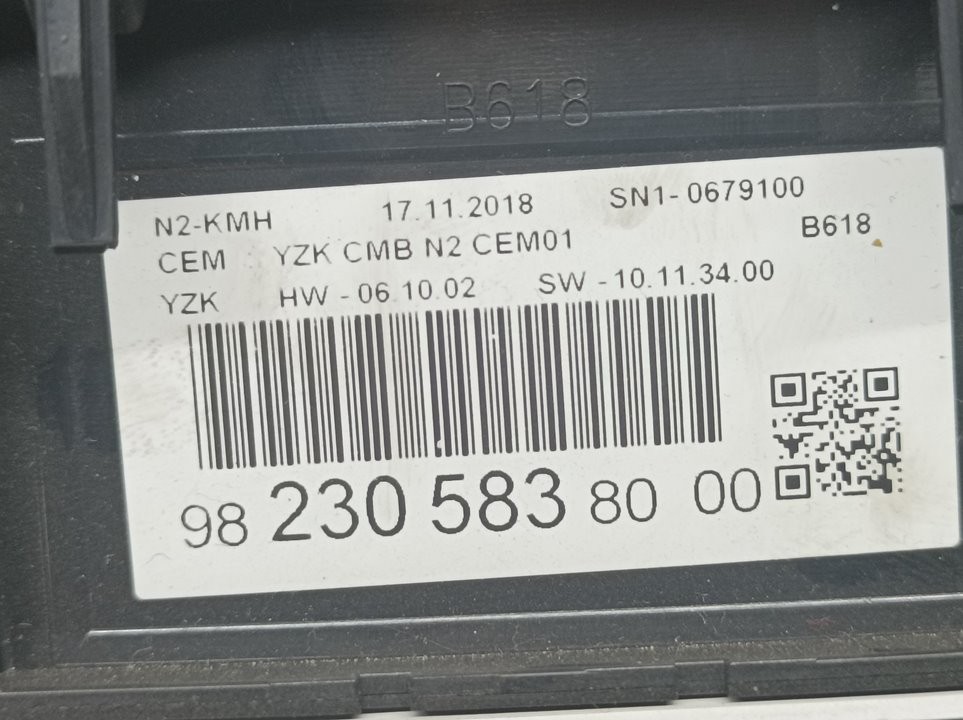 B618
N2-KMH 17.11.2018 SN1-0679100
CEM YZK CMB N2 CEM01 B618
YZK HW - 06.10.02 SW - 10.11.34.00
98 230 583 80 00